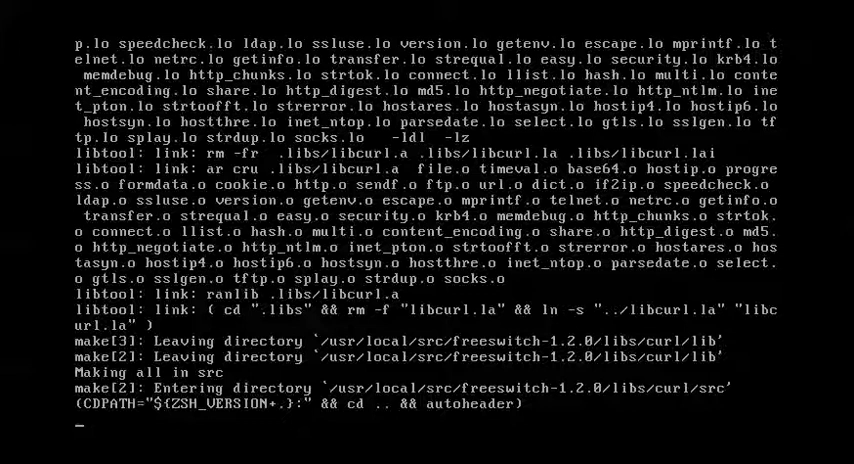 p.lo speedcheck.lo ldap.lo ssluse.lo version.lo getenv.lo escape.lo mprintf.lo t
elnet.lo netrc.lo getinfo.lo transfer.lo strequal.lo easy.lo security.lo krb4.lo
 memdebug.lo http_chunks.lo strtok.lo connect.lo llist.lo hash.lo multi.lo conte
nt_encoding.lo share.lo http_digest.lo md5.lo http_negotiate.lo http_ntlm.lo ine
t_pton.lo strtoofft.lo strerror.lo hostares.lo hostasyn.lo hostip4.lo hostip6.lo
 hostsyn.lo hostthre.lo inet_ntop.lo parsedate.lo select.lo gtls.lo sslgen.lo tf
tp.lo splay.lo strdup.lo socks.lo   -ldl  -lz
libtool: link: rm -fr  .libs/libcurl.a .libs/libcurl.la .libs/libcurl.lai
libtool: link: ar cru .libs/libcurl.a  file.o timeval.o base64.o hostip.o progre
ss.o formdata.o cookie.o http.o sendf.o ftp.o url.o dict.o if2ip.o speedcheck.o
ldap.o ssluse.o version.o getenv.o escape.o mprintf.o telnet.o netrc.o getinfo.o
 transfer.o strequal.o easy.o security.o krb4.o memdebug.o http_chunks.o strtok.
o connect.o llist.o hash.o multi.o content_encoding.o share.o http_digest.o md5.
o http_negotiate.o http_ntlm.o inet_pton.o strtoofft.o strerror.o hostares.o hos
tasyn.o hostip4.o hostip6.o hostsyn.o hostthre.o inet_ntop.o parsedate.o select.
o gtls.o sslgen.o tftp.o splay.o strdup.o socks.o
libtool: link: ranlib .libs/libcurl.a
libtool: link: ( cd ".libs" && rm -f "libcurl.la" && ln -s "../libcurl.la" "libc
url.la" )
make[3]: Leaving directory `/usr/local/src/freeswitch-1.2.0/libs/curl/lib'
make[2]: Leaving directory `/usr/local/src/freeswitch-1.2.0/libs/curl/lib'
Making all in src
make[2]: Entering directory `/usr/local/src/freeswitch-1.2.0/libs/curl/src'
(CDPATH="${ZSH_VERSION+.}:" && cd .. && autoheader)
_